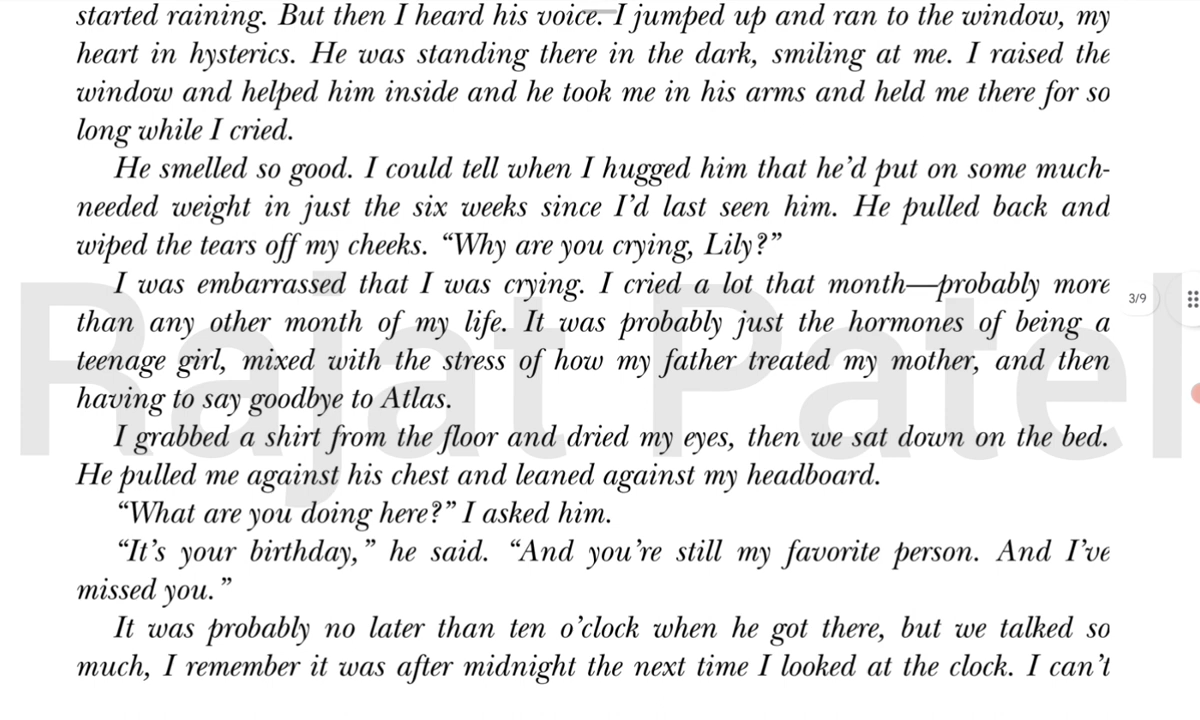 started raining. But then I heard his voice. I jumped up and ran to the window, my
heart in hysterics. He was standing there in the dark, smiling at me. I raised the
window and helped him inside and he took me in his arms and held me there for so
long while I cried.
He smelled so good. I could tell when I hugged him that he’d put on some much-
needed weight in just the six weeks since I’d last seen him. He pulled back and
wiped the tears off my cheeks. “Why are you crying, Lily?”
I was embarrassed that I was crying. I cried a lot that month—probably more
3/9
than any other month of my life. It was probably just the hormones of being a
teenage girl, mixed with the stress of how my father treated my mother, and then
having to say goodbye to Atlas.
Rajat Patel
I grabbed a shirt from the floor and dried my eyes, then we sat down on the bed.
He pulled me against his chest and leaned against my headboard.
“What are you doing here?” I asked him.
“It’s your birthday,” he said. “And you’re still my favorite person. And I’ve
missed you.”
It was probably no later than ten o’clock when he got there, but we talked so
much, I remember it was after midnight the next time I looked at the clock. I can’t